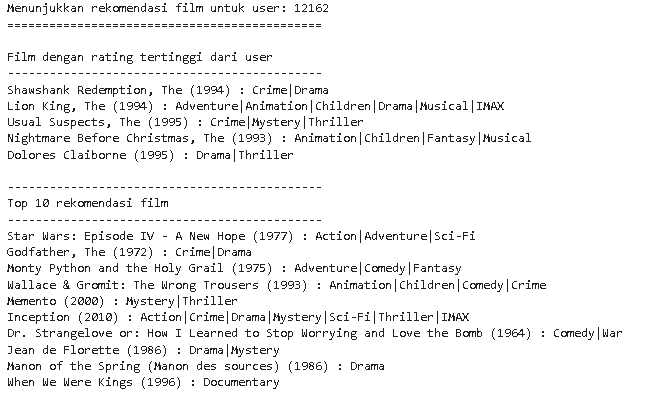 Menunjukkan rekomendasi film untuk user: 12162
=============================================

Film dengan rating tertinggi dari user
---------------------------------------------
Shawshank Redemption, The (1994) : Crime|Drama
Lion King, The (1994) : Adventure|Animation|Children|Drama|Musical|IMAX
Usual Suspects, The (1995) : Crime|Mystery|Thriller
Nightmare Before Christmas, The (1993) : Animation|Children|Fantasy|Musical
Dolores Claiborne (1995) : Drama|Thriller

---------------------------------------------
Top 10 rekomendasi film
---------------------------------------------
Star Wars: Episode IV - A New Hope (1977) : Action|Adventure|Sci-Fi
Godfather, The (1972) : Crime|Drama
Monty Python and the Holy Grail (1975) : Adventure|Comedy|Fantasy
Wallace & Gromit: The Wrong Trousers (1993) : Animation|Children|Comedy|Crime
Memento (2000) : Mystery|Thriller
Inception (2010) : Action|Crime|Drama|Mystery|Sci-Fi|Thriller|IMAX
Dr. Strangelove or: How I Learned to Stop Worrying and Love the Bomb (1964) : Comedy|War
Jean de Florette (1986) : Drama|Mystery
Manon of the Spring (Manon des sources) (1986) : Drama
When We Were Kings (1996) : Documentary